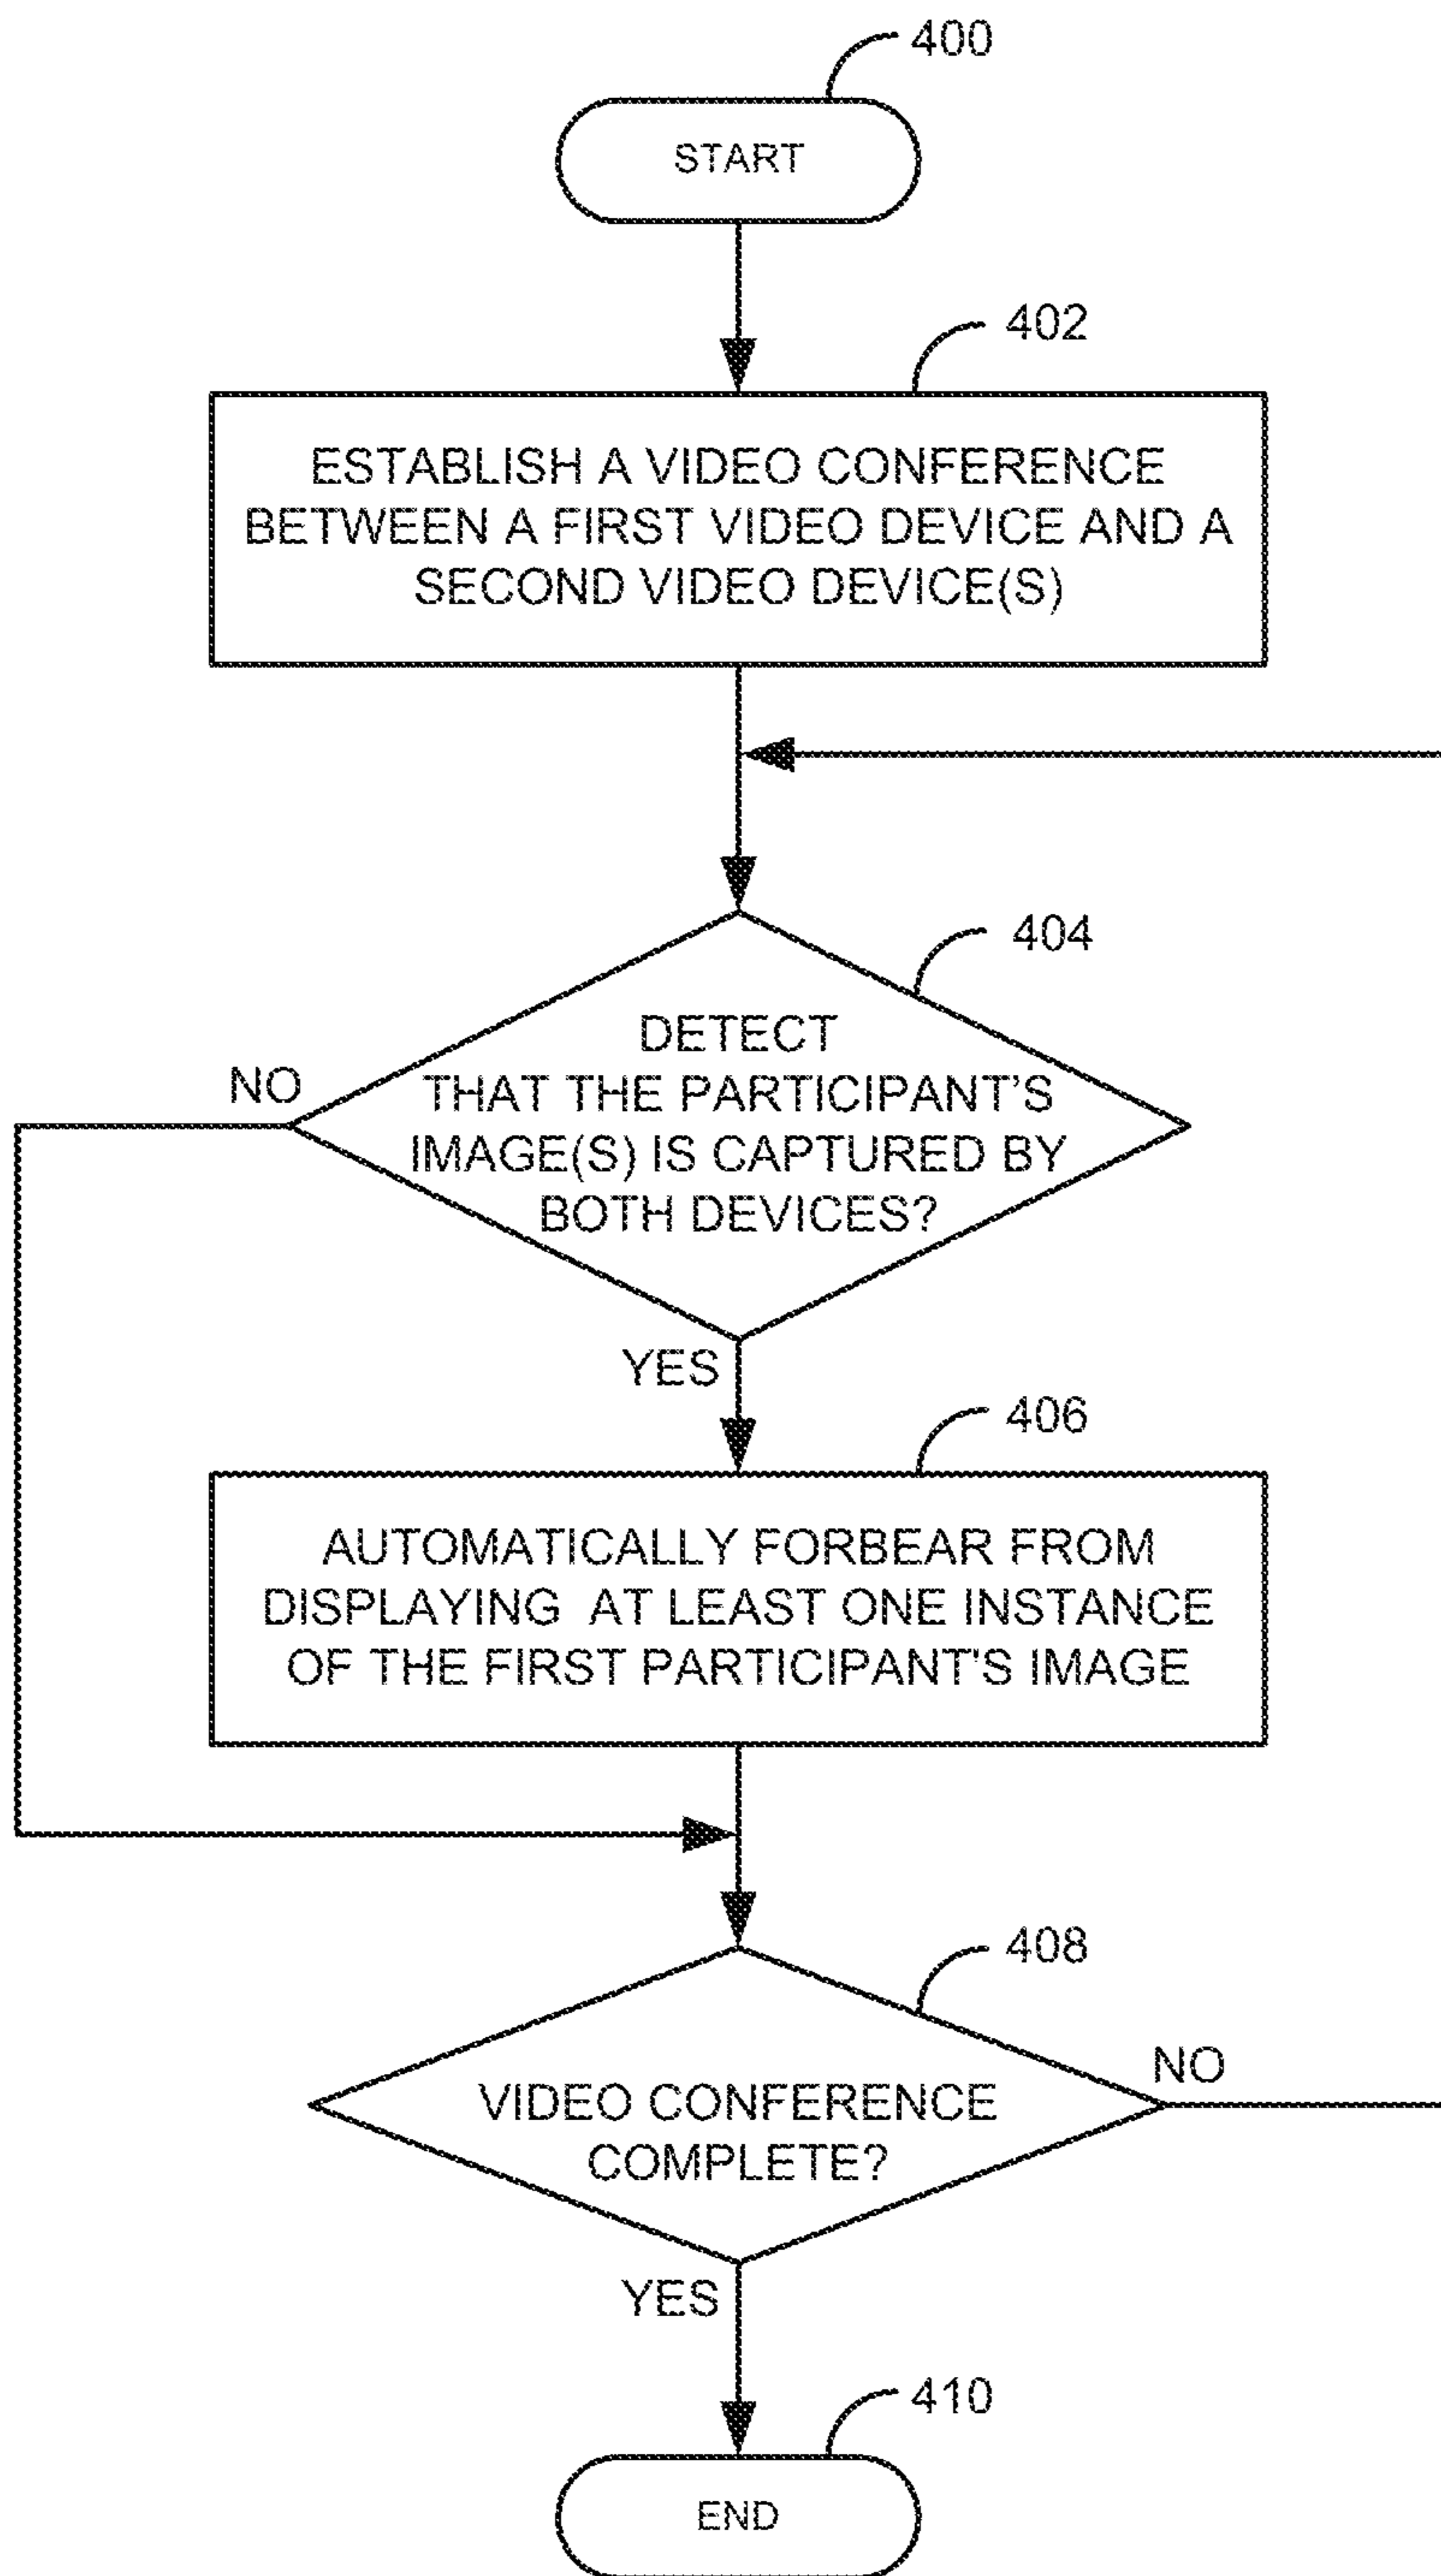 400
START
402
ESTABLISH A VIDEO CONFERENCE
BETWEEN A FIRST VIDEO DEVICE AND A
SECOND VIDEO DEVICE(S)
404
DETECT
THAT THE PARTICIPANT'S
IMAGE(S) IS CAPTURED BY
BOTH DEVICES?
NO
YES
406
AUTOMATICALLY FORBEAR FROM
DISPLAYING AT LEAST ONE INSTANCE
OF THE FIRST PARTICIPANT'S IMAGE
408
VIDEO CONFERENCE
COMPLETE?
NO
YES
410
END